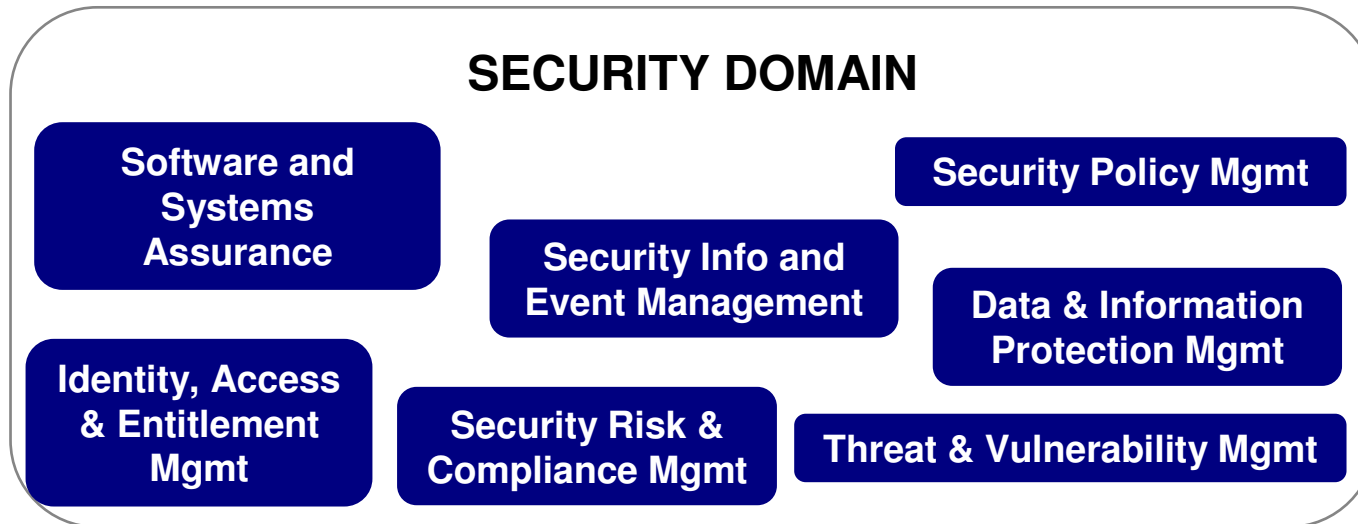 SECURITY DOMAIN
Software and
Systems
Assurance
Security Policy Mgmt
Security Info and
Event Management
Data & Information
Protection Mgmt
Identity, Access
& Entitlement
Mgmt
Security Risk &
Compliance Mgmt
Threat & Vulnerability Mgmt